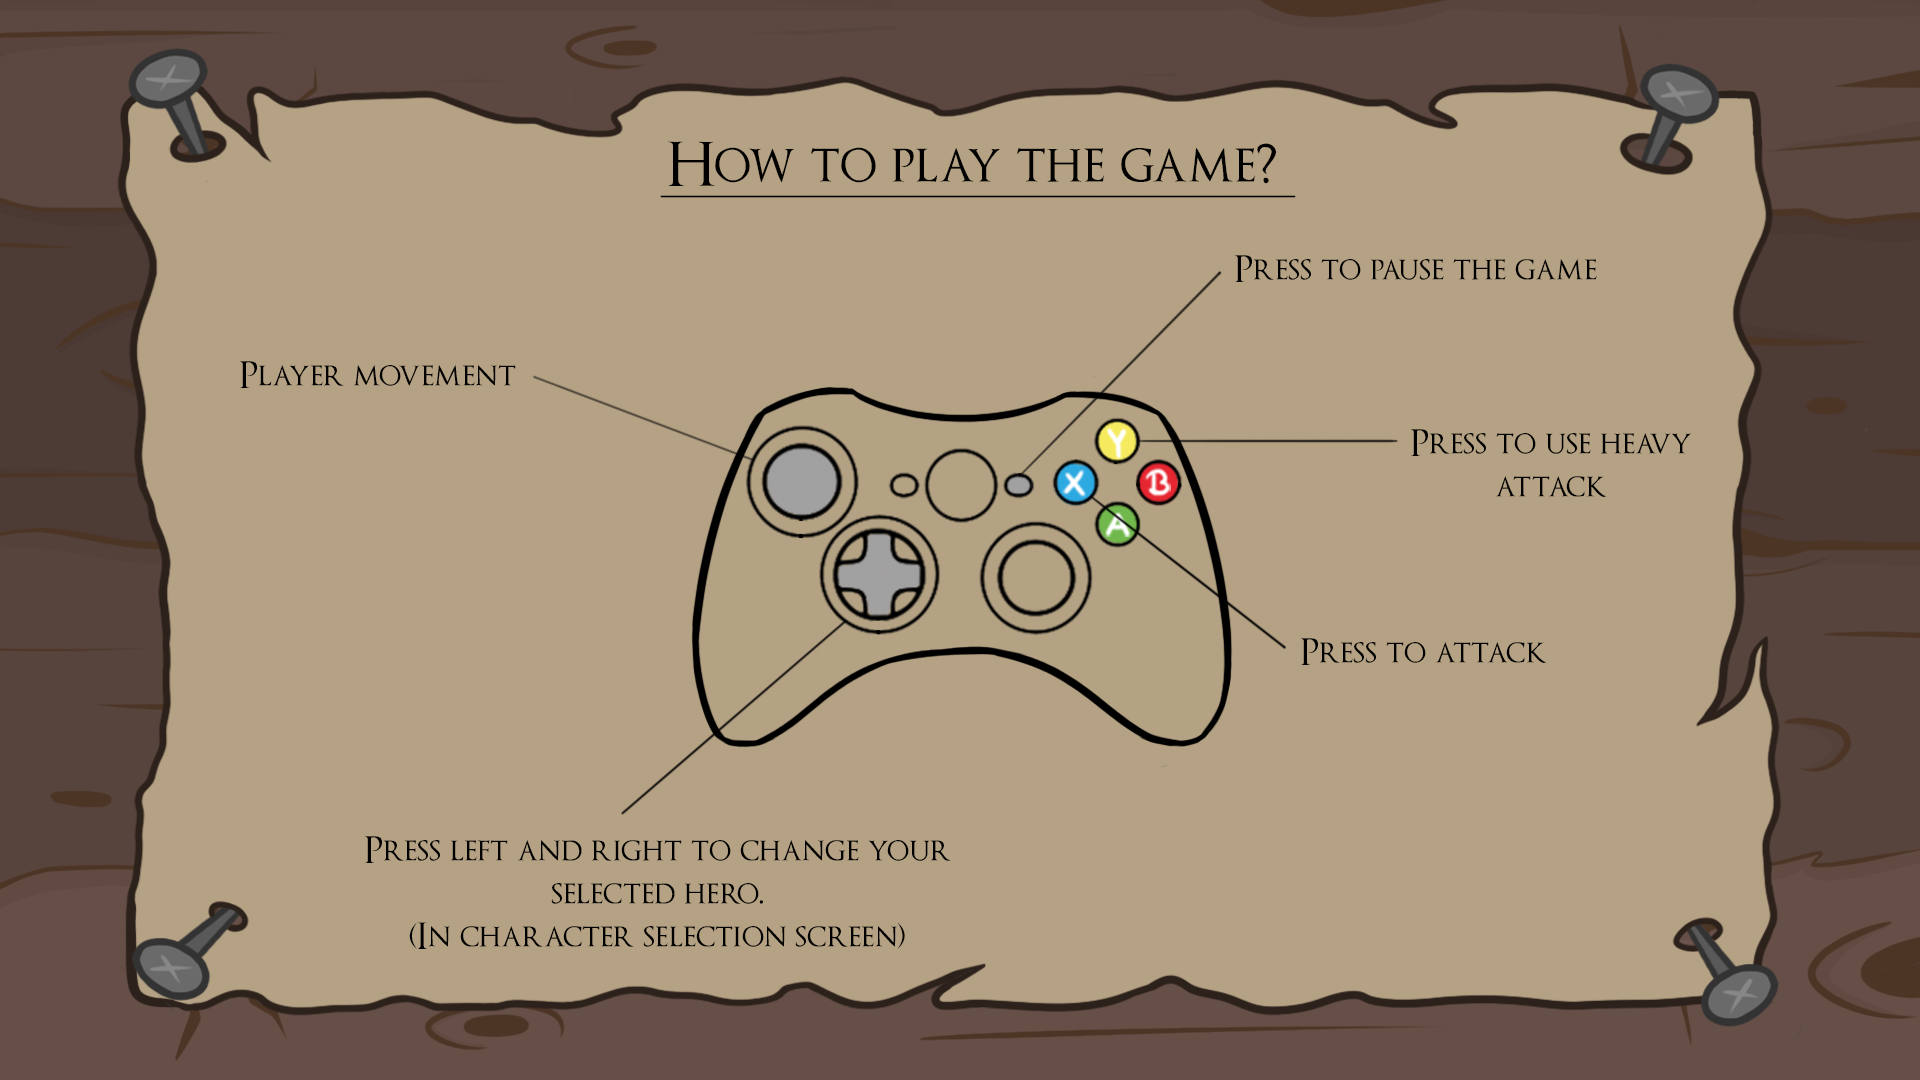 How to play the game?
Press to pause the game
Player movement
Press to use heavy
attack
Y
X
B
A
Press to attack
Press left and right to change your
selected hero.
(In character selection screen)